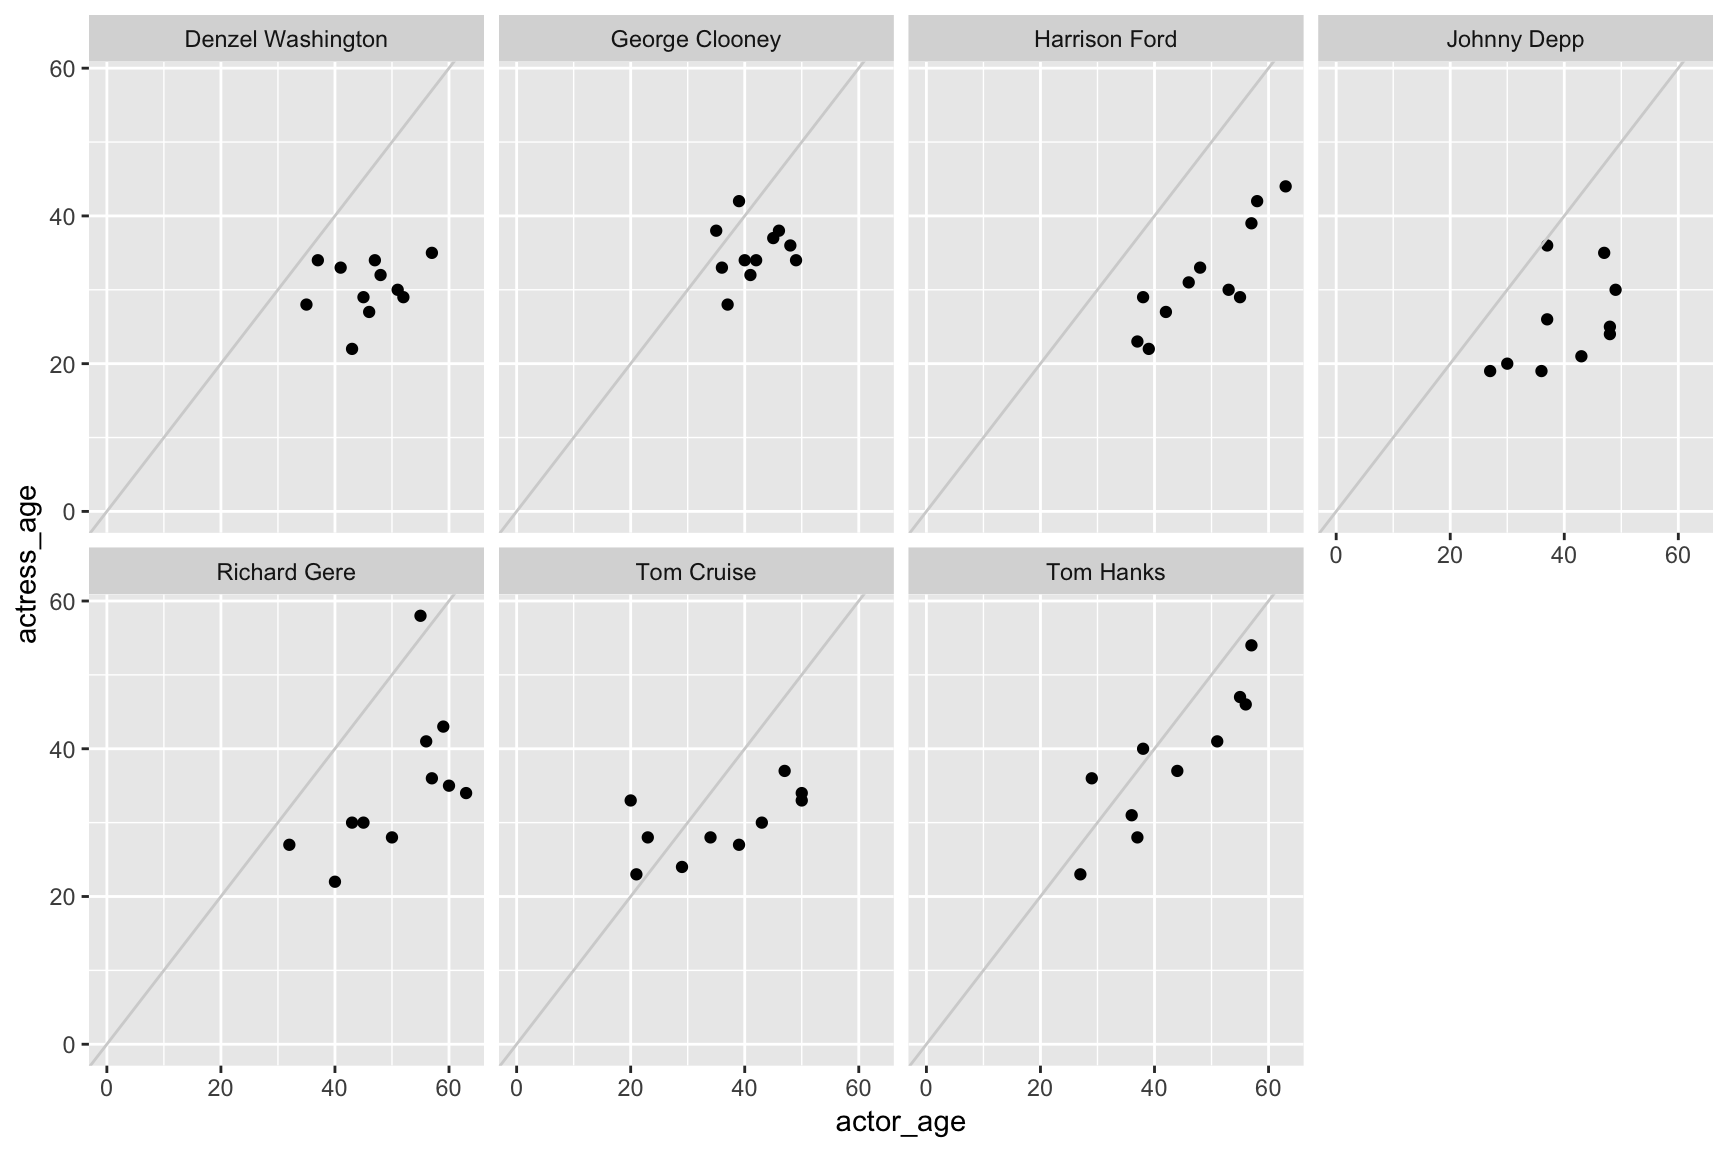 Denzel Washington George Clooney Harrison Ford Johnny Depp
60
40
20
0
0 20 40 60
Richard Gere Tom Cruise Tom Hanks
60
40
20
0
0 20 40 60 0 20 40 60 0 20 40 60
actress_age
actor_age